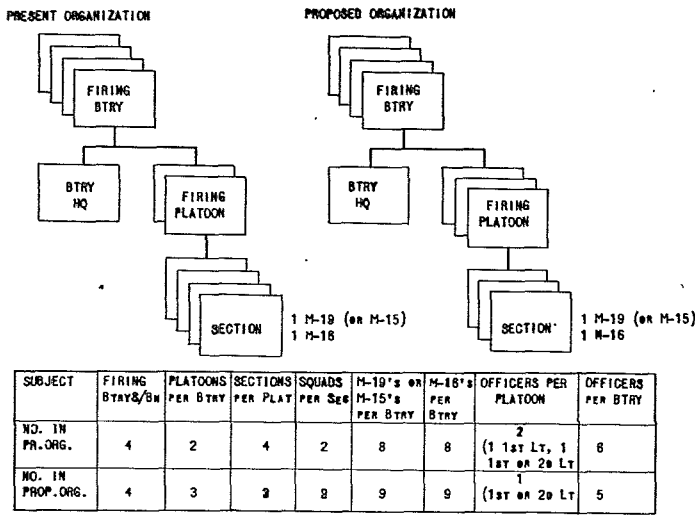 PRESENT ORGANIZATION
FIRING
BTRY
BTRY
HQ
FIRING
PLATOON
SECTION
1 M-19 (OR M-15)
1 M-16
PROPOSED ORGANIZATION
FIRING
BTRY
BTRY
HQ
FIRING
PLATOON
SECTION
1 M-19 (OR M-15)
1 M-16
SUBJECT FIRING PLATOONS SECTIONS SQUADS M-19'S OR M-16'S OFFICERS PER OFFICERS
BTRYS/BN PER BTRY PER PLAT PER SEC M-15'S PER PLATOON PER BTRY
PER BTRY BTRY
NO. IN 2
PR.ORG. 4 2 4 2 8 8 (1 1ST LT, 1 6
1ST OR 2D LT
NO. IN 1
PROP.ORG. 4 3 3 2 9 9 (1ST OR 2D LT 5